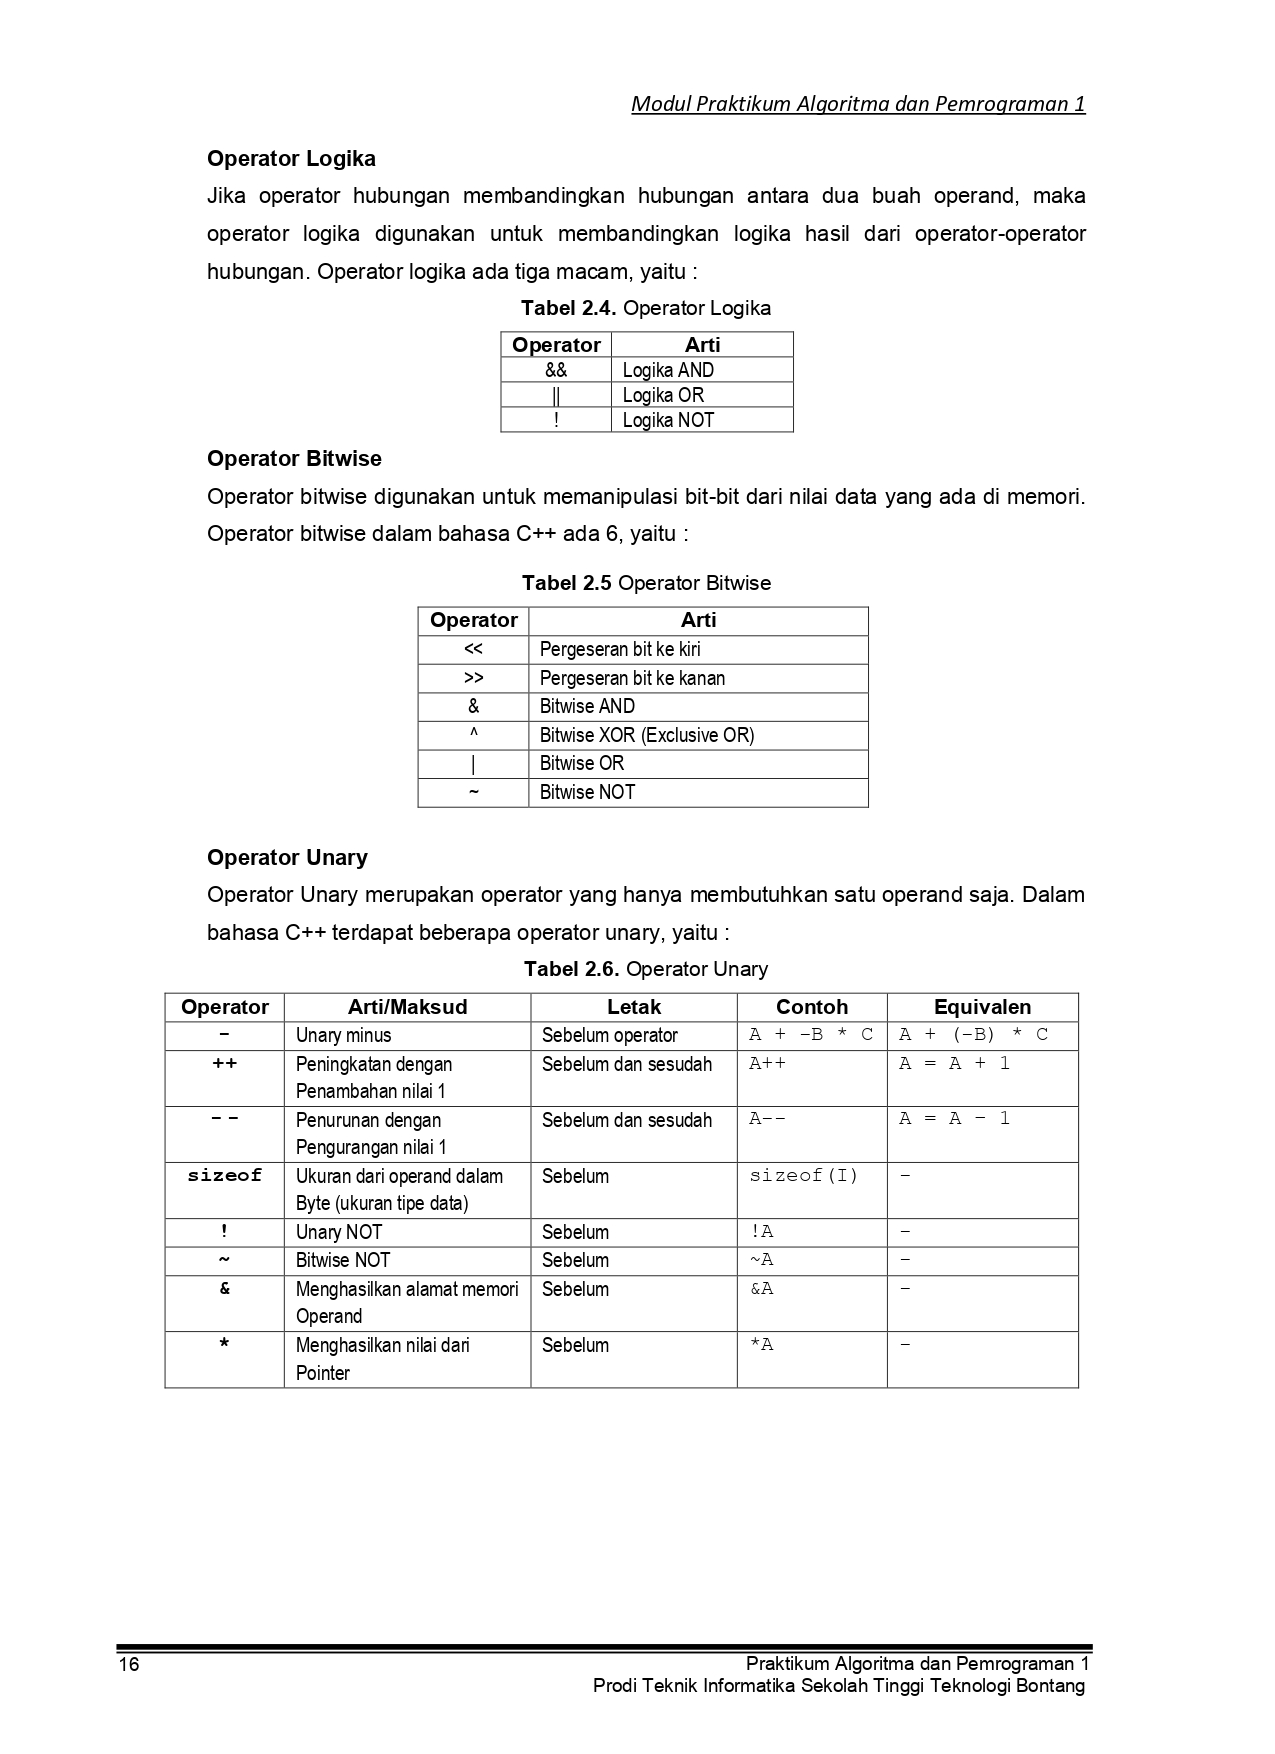 Modul Praktikum Algoritma dan Pemrograman 1
Operator Logika
Jika operator hubungan membandingkan hubungan antara dua buah operand, maka
operator logika digunakan untuk membandingkan logika hasil dari operator-operator
hubungan. Operator logika ada tiga macam, yaitu :
Tabel 2.4. Operator Logika
Operator Arti
&& Logika AND
|| Logika OR
! Logika NOT
Operator Bitwise
Operator bitwise digunakan untuk memanipulasi bit-bit dari nilai data yang ada di memori.
Operator bitwise dalam bahasa C++ ada 6, yaitu :
Tabel 2.5 Operator Bitwise
Operator Arti
<< Pergeseran bit ke kiri
>> Pergeseran bit ke kanan
& Bitwise AND
^ Bitwise XOR (Exclusive OR)
| Bitwise OR
~ Bitwise NOT
Operator Unary
Operator Unary merupakan operator yang hanya membutuhkan satu operand saja. Dalam
bahasa C++ terdapat beberapa operator unary, yaitu :
Tabel 2.6. Operator Unary
Operator Arti/Maksud Letak Contoh Equivalen
- Unary minus Sebelum operator A + -B * C A + (-B) * C
++ Peningkatan dengan Sebelum dan sesudah A++ A = A + 1
Penambahan nilai 1
-- Penurunan dengan Sebelum dan sesudah A-- A = A - 1
Pengurangan nilai 1
sizeof Ukuran dari operand dalam Sebelum sizeof(I) -
Byte (ukuran tipe data)
! Unary NOT Sebelum !A -
~ Bitwise NOT Sebelum ~A -
& Menghasilkan alamat memori Sebelum &A -
Operand
* Menghasilkan nilai dari Sebelum *A -
Pointer
16 Praktikum Algoritma dan Pemrograman 1
Prodi Teknik Informatika Sekolah Tinggi Teknologi Bontang